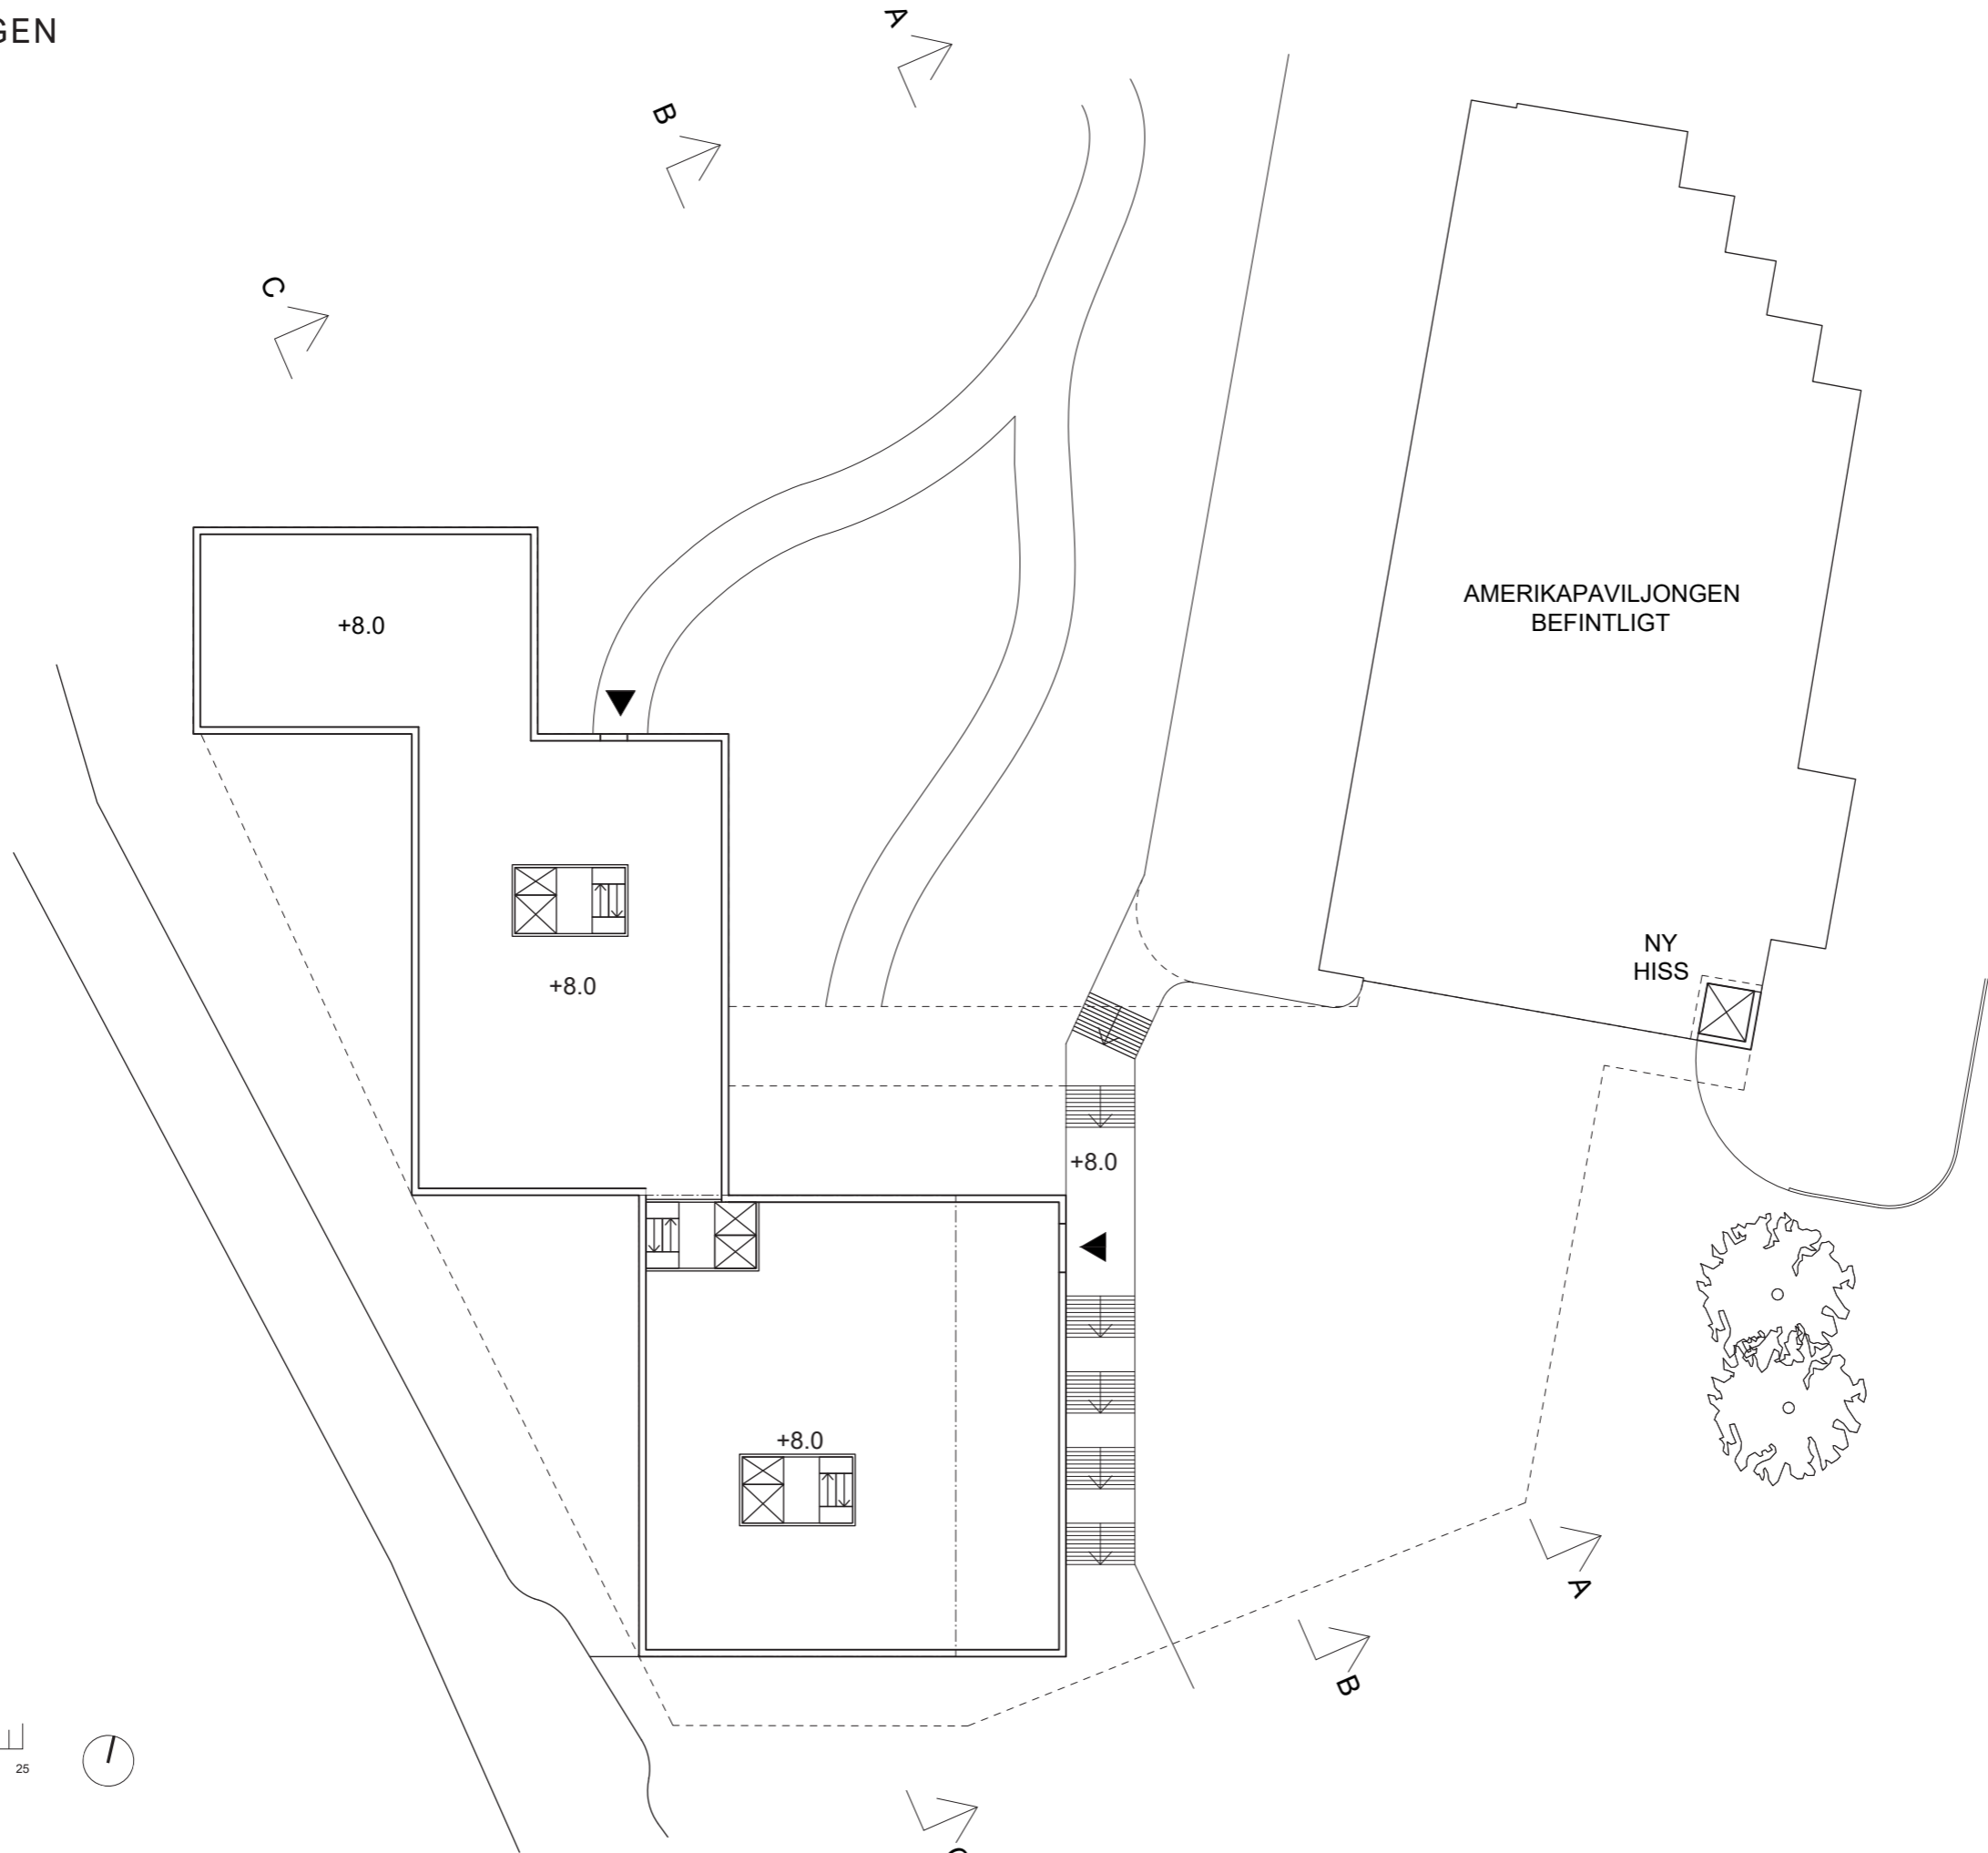 GEN
A
B
C
+8.0
AMERIKAPAVILJONGEN
BEFINTLIGT
NY
HISS
+8.0
+8.0
+8.0
A
B
25